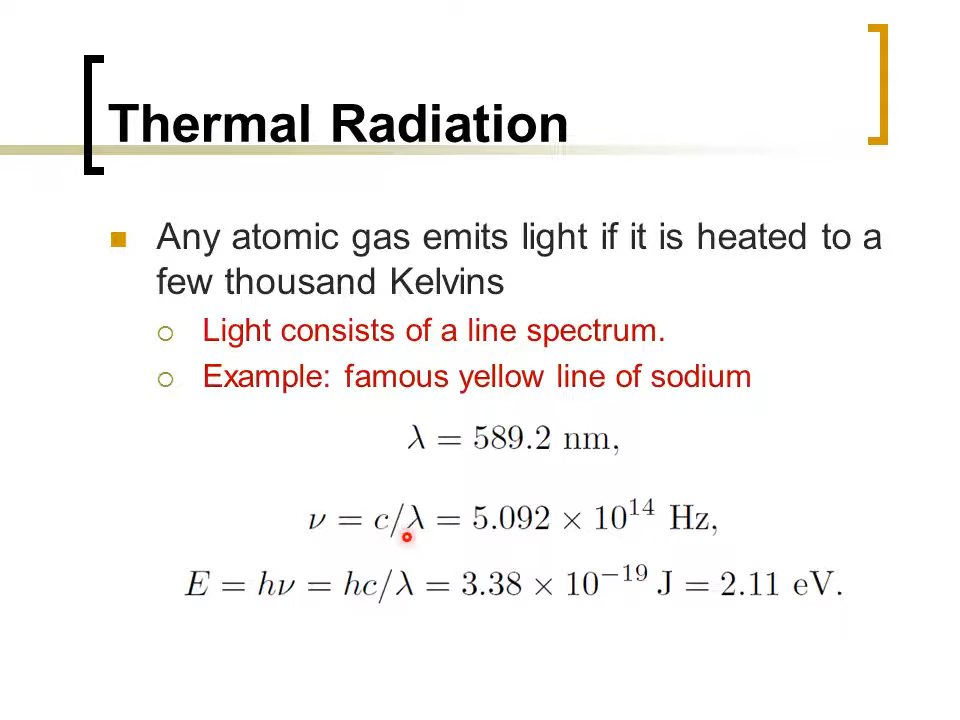 Thermal Radiation
Any atomic gas emits light if it is heated to a
few thousand Kelvins
Light consists of a line spectrum.
Example: famous yellow line of sodium
λ = 589.2 nm,
ν = c/λ = 5.092 × 10¹⁴ Hz,
E = hν = hc/λ = 3.38 × 10⁻¹⁹ J = 2.11 eV.